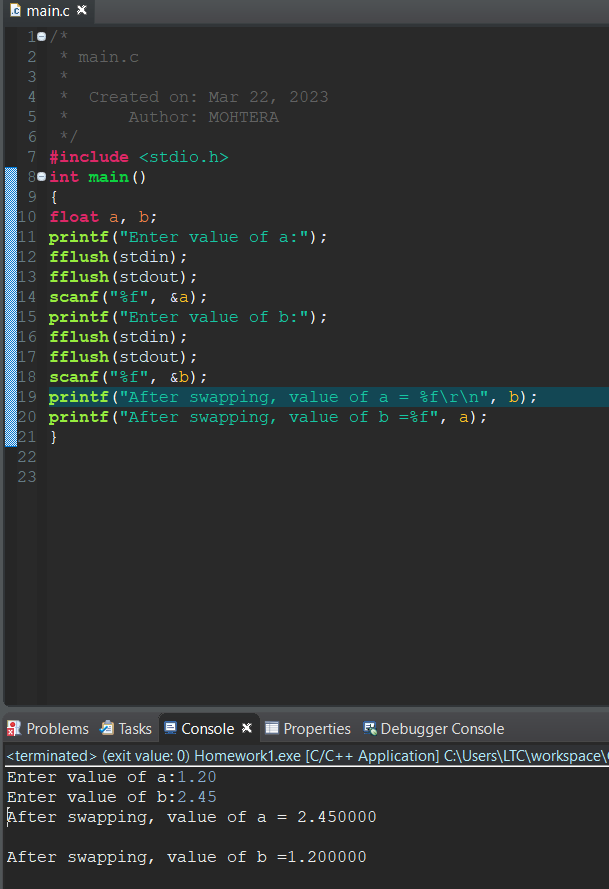 main.c
1 /*
2  * main.c
3  *
4  *  Created on: Mar 22, 2023
5  *      Author: MOHTERA
6  */
7 #include <stdio.h>
8 int main()
9 {
10 float a, b;
11 printf("Enter value of a:");
12 fflush(stdin);
13 fflush(stdout);
14 scanf("%f", &a);
15 printf("Enter value of b:");
16 fflush(stdin);
17 fflush(stdout);
18 scanf("%f", &b);
19 printf("After swapping, value of a = %f\r\n", b);
20 printf("After swapping, value of b =%f", a);
21 }
22
23
Problems Tasks Console Properties Debugger Console
<terminated> (exit value: 0) Homework1.exe [C/C++ Application] C:\Users\LTC\workspace\
Enter value of a:1.20
Enter value of b:2.45
After swapping, value of a = 2.450000
After swapping, value of b =1.200000